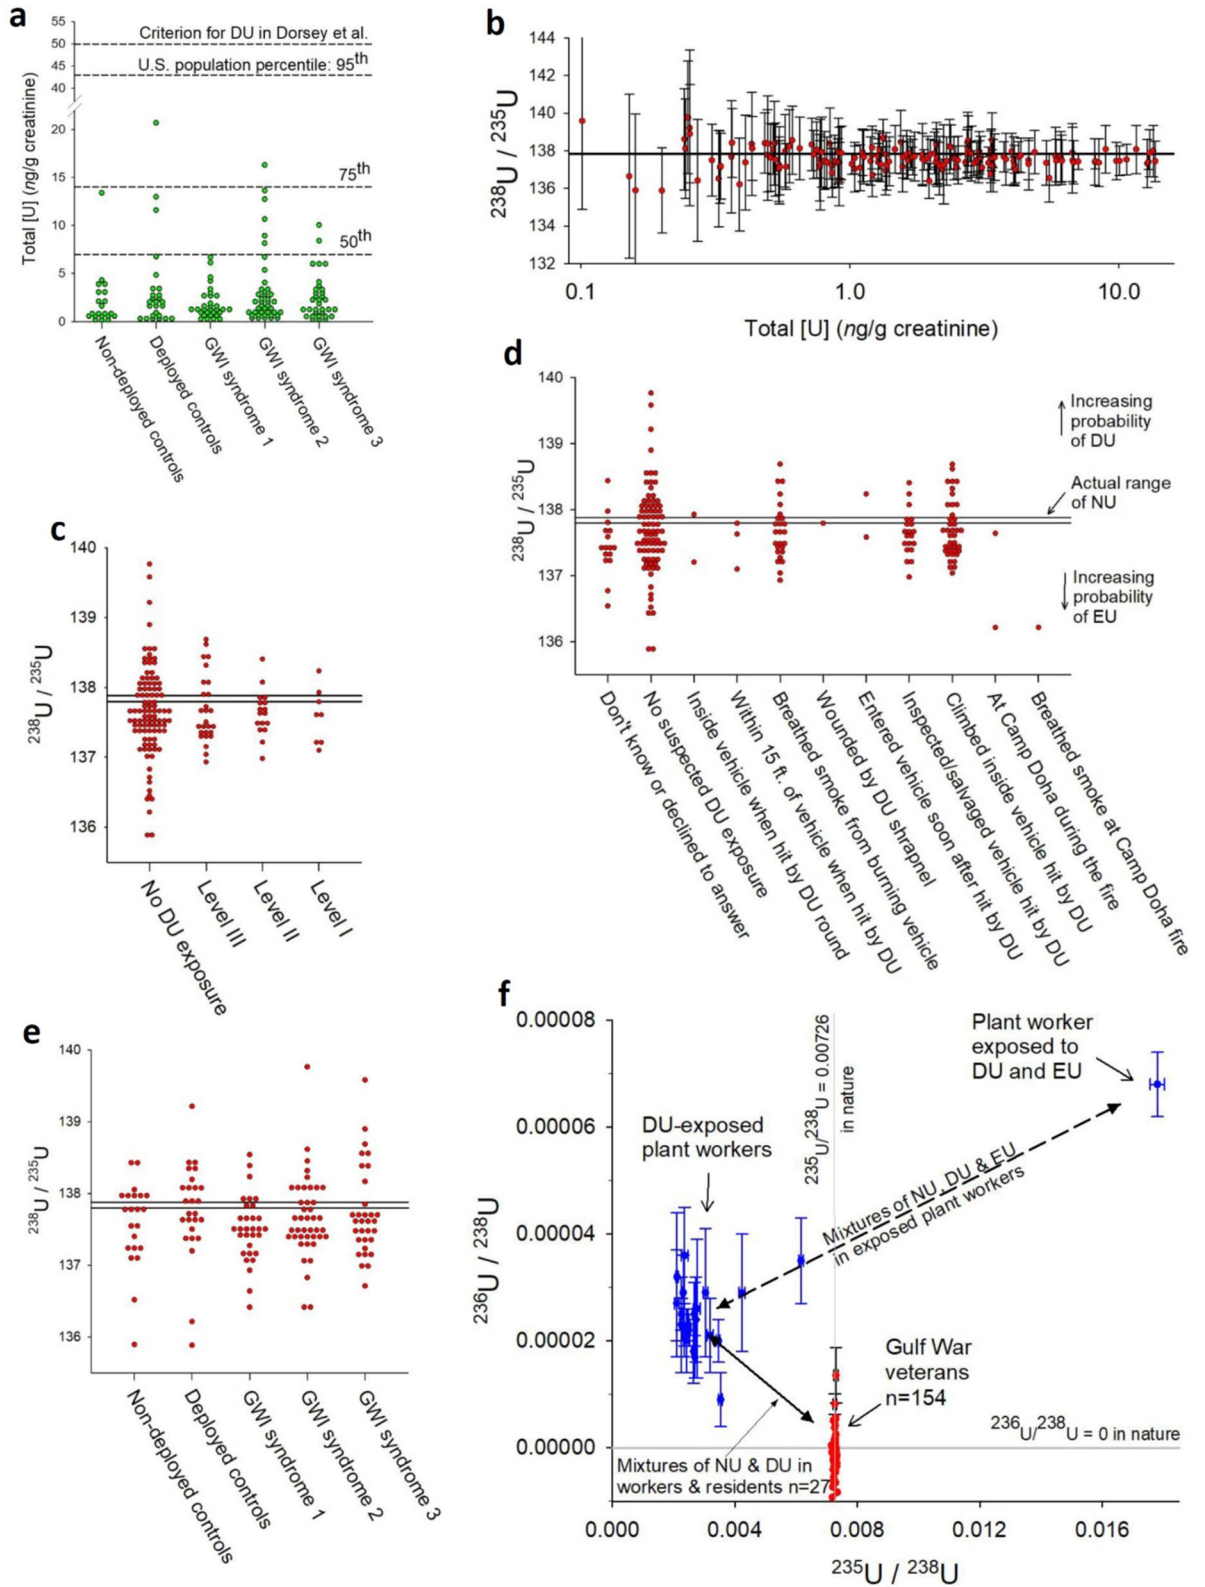 a
55
50
45
40
20
15
10
5
0
Total [U] (ng/g creatinine)
Criterion for DU in Dorsey et al.
U.S. population percentile: 95th
75th
50th
Non-deployed controls
Deployed controls
GWI syndrome 1
GWI syndrome 2
GWI syndrome 3
b
144
142
140
138
136
134
132
238U / 235U
0.1
1.0
10.0
Total [U] (ng/g creatinine)
c
140
139
138
137
136
238U / 235U
No DU exposure
Level III
Level II
Level I
d
140
139
138
137
136
238U / 235U
Increasing
probability
of DU
Actual range
of NU
Increasing
probability
of EU
Don't know or declined to answer
No suspected DU exposure
Inside vehicle when hit by DU round
Within 15 ft. of vehicle when hit by DU
Breathed smoke from burning vehicle
Wounded by DU shrapnel
Entered vehicle soon after hit by DU
Inspected/salvaged vehicle hit by DU
Climbed inside vehicle hit by DU
At Camp Doha during the fire
Breathed smoke at Camp Doha fire
e
140
139
138
137
136
238U / 235U
Non-deployed controls
Deployed controls
GWI syndrome 1
GWI syndrome 2
GWI syndrome 3
f
0.00008
0.00006
0.00004
0.00002
0.00000
236U / 238U
235U/238U = 0.00726
in nature
Plant worker
exposed to
DU and EU
DU-exposed
plant workers
Mixtures of NU, DU & EU
in exposed plant workers
Gulf War
veterans
n=154
236U/238U = 0 in nature
Mixtures of NU & DU in
workers & residents n=27
0.000
0.004
0.008
0.012
0.016
235U / 238U